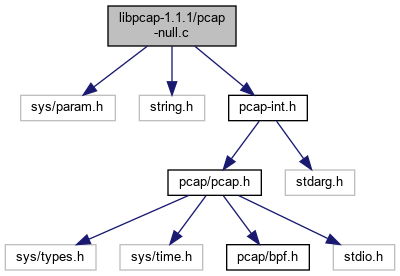 libpcap-1.1.1/pcap
-null.c
sys/param.h
string.h
pcap-int.h
pcap/pcap.h
stdarg.h
sys/types.h
sys/time.h
pcap/bpf.h
stdio.h